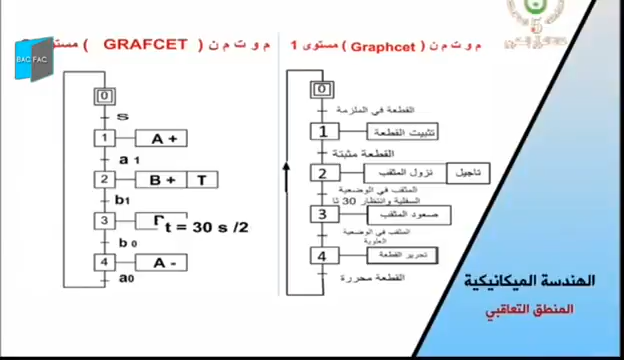 م و ت م ن ( Graphcet) مستوى 1
0
القطعة في الملزمة
1 تثبيت القطعة
القطعة مثبتة
2 نزول المثقب تاجيل
المثقب في الوضعية
السفلية وانتظار 30 ثا
3 صعود المثقب
المثقب في الوضعية
العلوية
4 تحرير القطعة
القطعة محررة
م و ت م ن ( GRAFCET )
BAC.FAC
0
s
1 A +
a 1
2 B + T
b1
3
t = 30 s /2
b 0
4 A -
a0
الهندسة الميكانيكية
المنطق التعاقبي